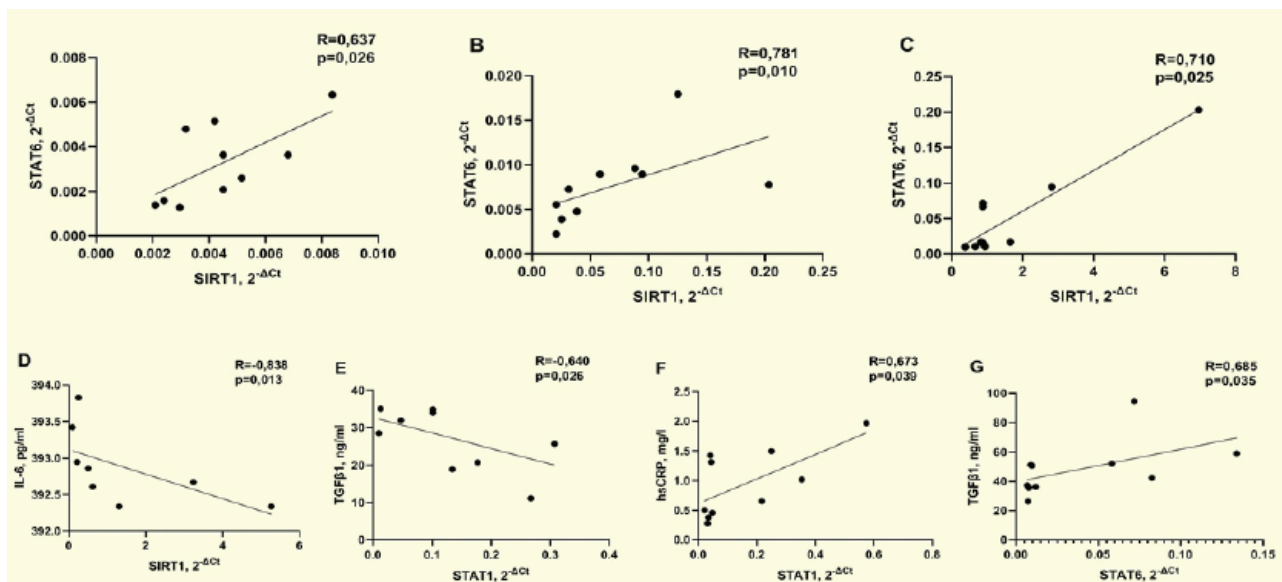 R=0,637
p=0,026
0.008
0.006
0.004
0.002
0.000
0.000 0.002 0.004 0.006 0.008 0.010
STAT6, 2^-ΔCt
SIRT1, 2^-ΔCt
B
R=0,781
p=0,010
0.020
0.015
0.010
0.005
0.000
0.00 0.05 0.10 0.15 0.20 0.25
STAT6, 2^-ΔCt
SIRT1, 2^-ΔCt
C
R=0,710
p=0,025
0.25
0.20
0.15
0.10
0.05
0.00
0 2 4 6 8
STAT6, 2^-ΔCt
SIRT1, 2^-ΔCt
D
R=-0,838
p=0,013
394.0
393.5
393.0
392.5
392.0
0 2 4 6
IL-6, pg/ml
SIRT1, 2^-ΔCt
E
R=-0,640
p=0,026
40
30
20
10
0
0.0 0.1 0.2 0.3 0.4
TGFβ1, ng/ml
STAT1, 2^-ΔCt
F
R=0,673
p=0,039
2.5
2.0
1.5
1.0
0.5
0.0
0.0 0.2 0.4 0.6 0.8
hsCRP, mg/l
STAT1, 2^-ΔCt
G
R=0,685
p=0,035
100
80
60
40
20
0
0.00 0.05 0.10 0.15
TGFβ1, ng/ml
STAT6, 2^-ΔCt